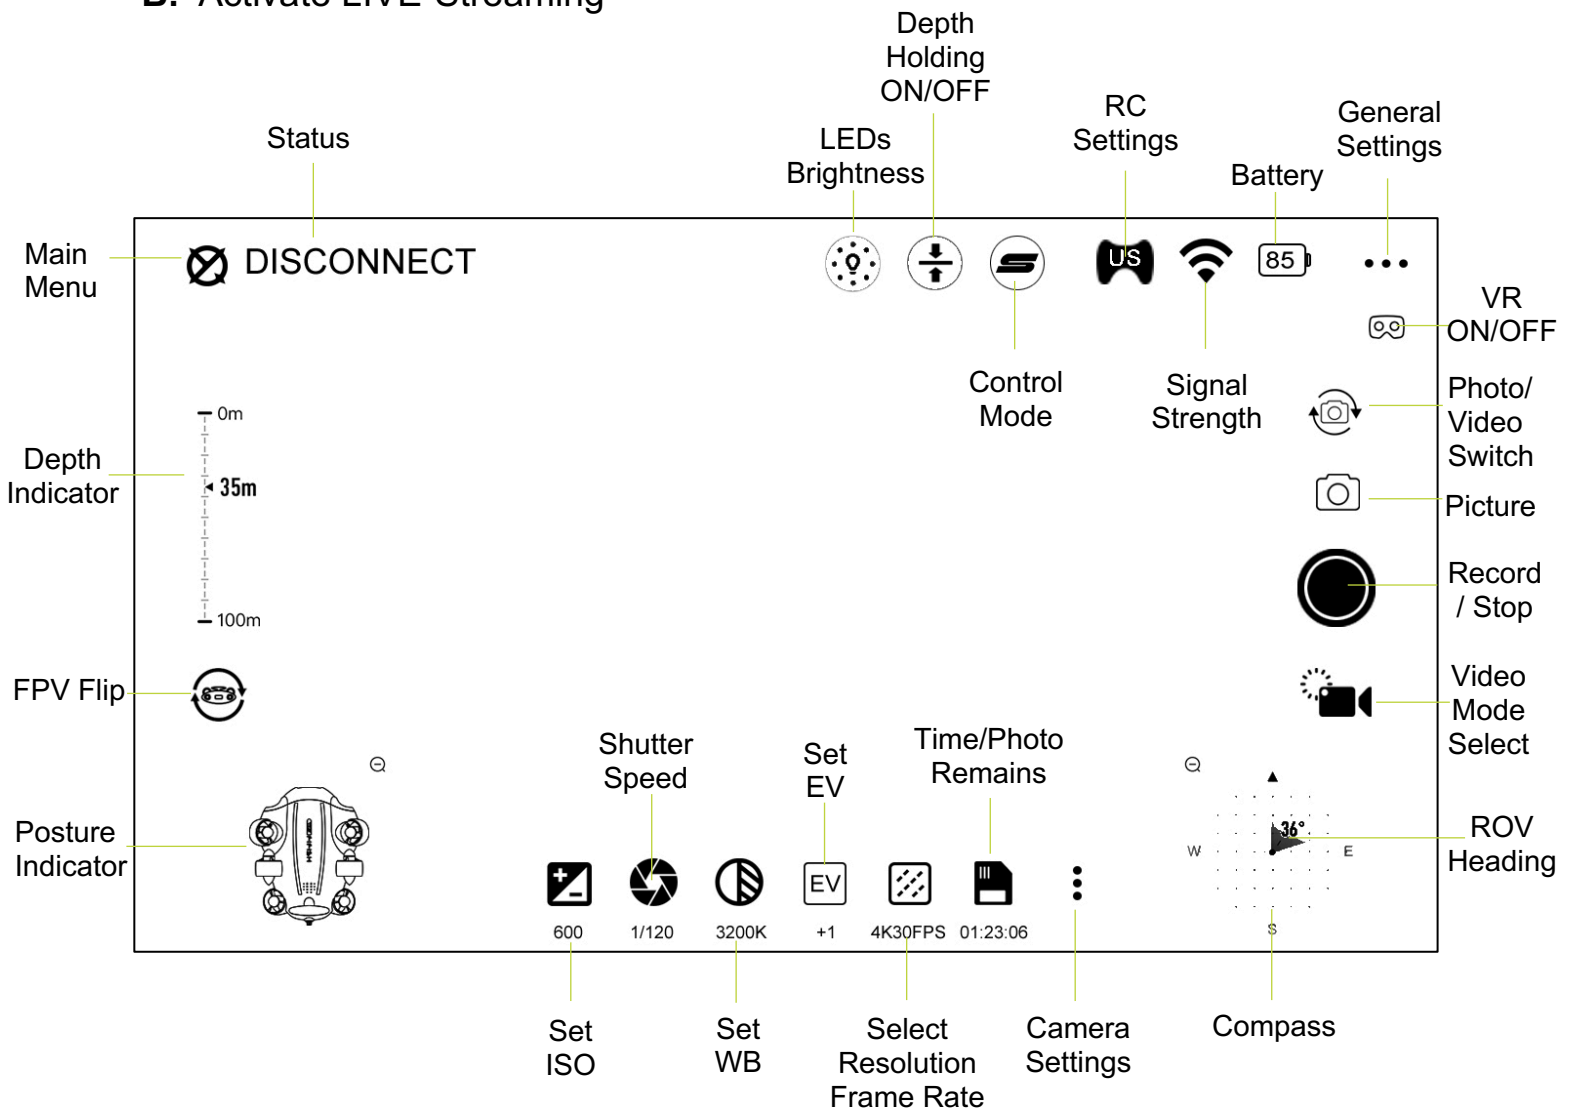 B. Activate LIVE Streaming
Depth
Holding
ON/OFF
Status
LEDs
Brightness
RC
Settings
Battery
General
Settings
Main
Menu
DISCONNECT
US
85
VR
ON/OFF
Control
Mode
Signal
Strength
Photo/
Video
Switch
0m
Depth
Indicator
35m
Picture
100m
Record
/ Stop
FPV Flip
Video
Mode
Select
Shutter
Speed
Set
EV
Time/Photo
Remains
Posture
Indicator
36°
W
E
S
ROV
Heading
EV
600
1/120
3200K
+1
4K30FPS
01:23:06
Set
ISO
Set
WB
Select
Resolution
Frame Rate
Camera
Settings
Compass